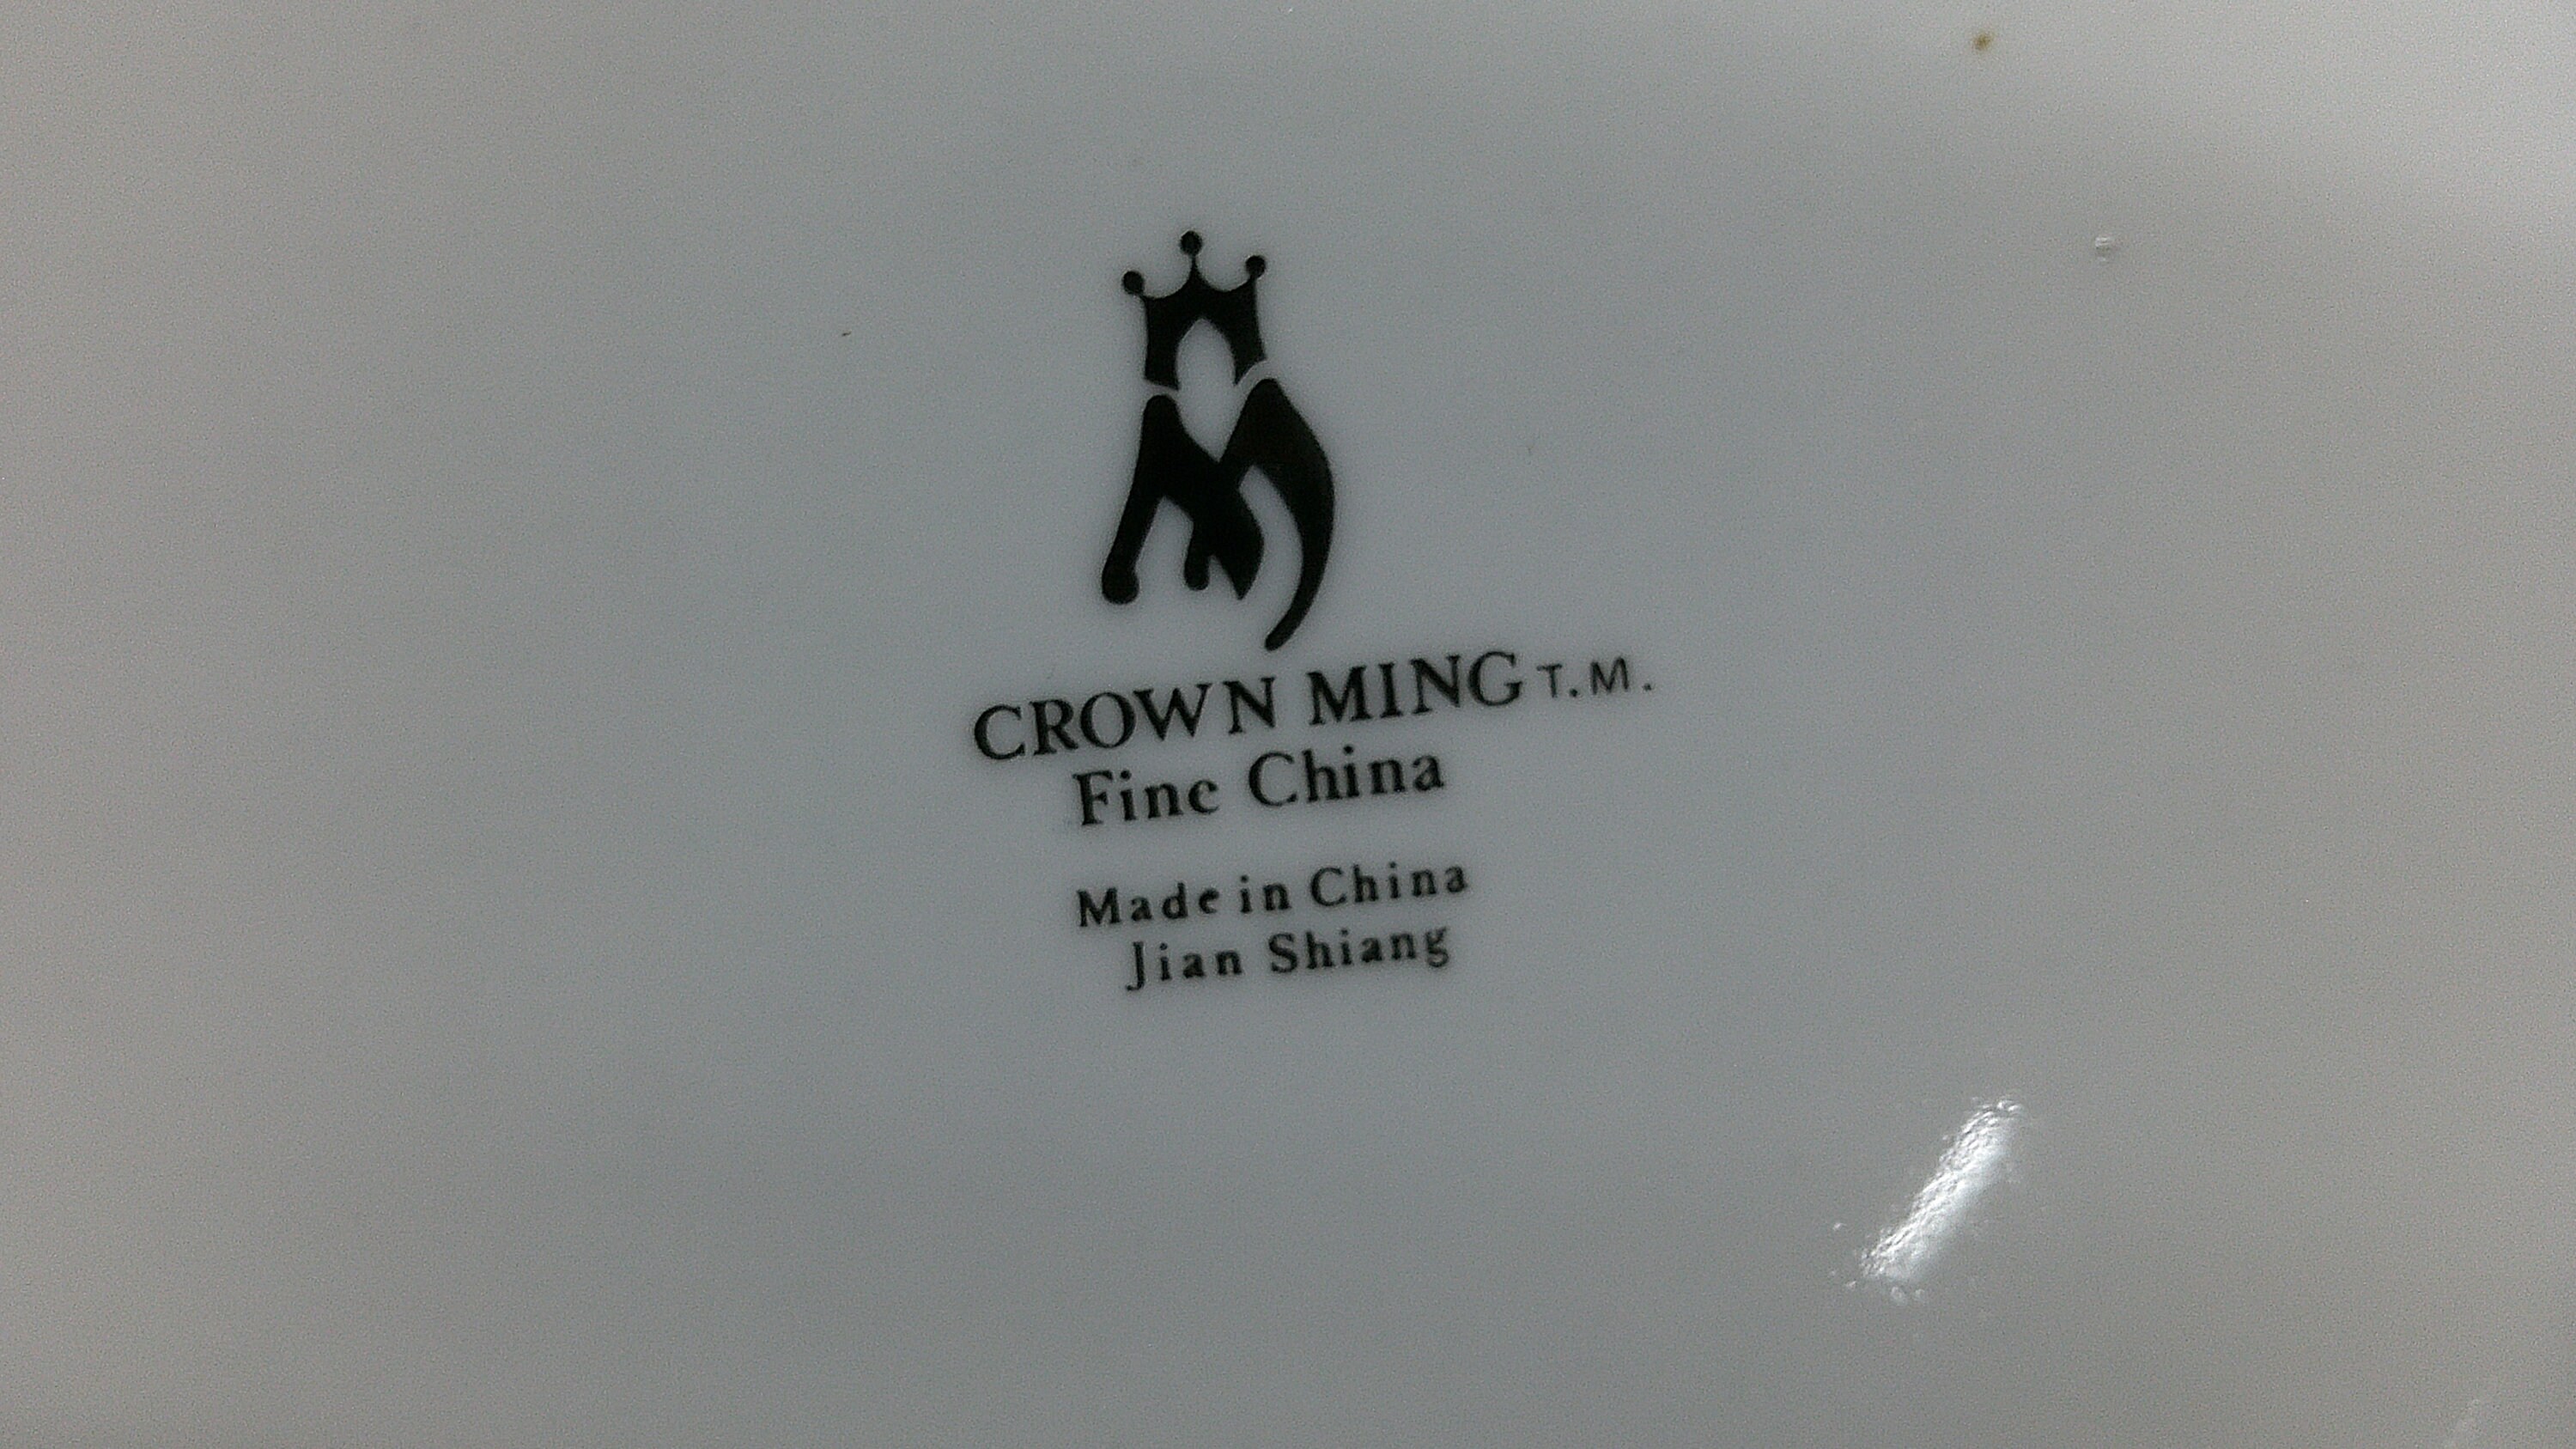 CROWN MING T.M.
Fine China
Made in China
Jian Shiang